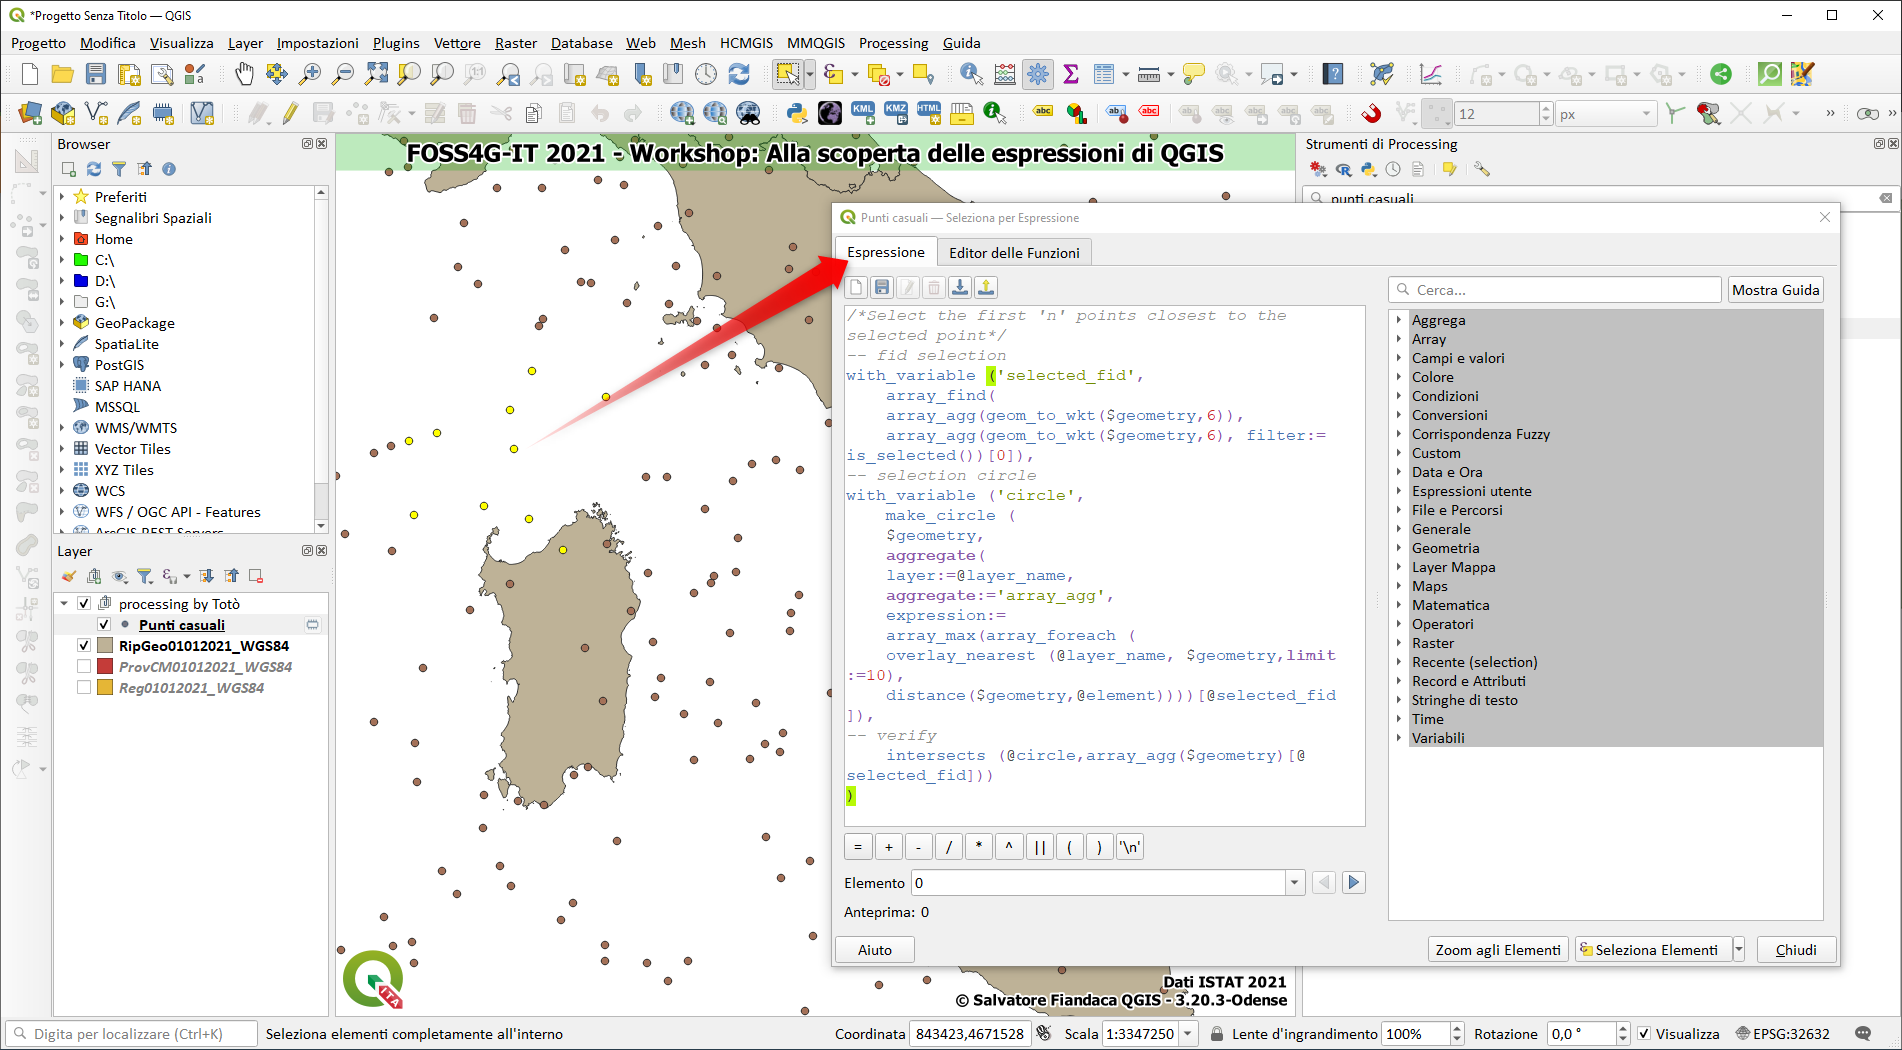 *Progetto Senza Titolo — QGIS
Progetto Modifica Visualizza Layer Impostazioni Plugins Vettore Raster Database Web Mesh HCMGIS MMQGIS Processing Guida
KML KMZ HTML abc abc ab abc 12 px
Browser
Preferiti
Segnalibri Spaziali
Home
C:\
D:\
G:\
GeoPackage
SpatiaLite
PostGIS
SAP HANA
MSSQL
WMS/WMTS
Vector Tiles
XYZ Tiles
WCS
WFS / OGC API - Features
ArcGIS REST Servers
Layer
processing by Totò
Punti casuali
RipGeo01012021_WGS84
ProvCM01012021_WGS84
Reg01012021_WGS84
FOSS4G-IT 2021 - Workshop: Alla scoperta delle espressioni di QGIS
Strumenti di Processing
punti casuali
Punti casuali — Seleziona per Espressione
Espressione Editor delle Funzioni
/*Select the first 'n' points closest to the
selected point*/
-- fid selection
with_variable ('selected_fid',
array_find(
array_agg(geom_to_wkt($geometry,6)),
array_agg(geom_to_wkt($geometry,6), filter:=
is_selected())[0]),
-- selection circle
with_variable ('circle',
make_circle (
$geometry,
aggregate(
layer:=@layer_name,
aggregate:='array_agg',
expression:=
array_max(array_foreach (
overlay_nearest (@layer_name, $geometry,limit
:=10),
distance($geometry,@element))))[@selected_fid
]),
-- verify
intersects (@circle,array_agg($geometry)[@
selected_fid]))
)
= + - / * ^ || ( ) '\n'
Elemento 0
Anteprima: 0
Cerca... Mostra Guida
Aggrega
Array
Campi e valori
Colore
Condizioni
Conversioni
Corrispondenza Fuzzy
Custom
Data e Ora
Espressioni utente
File e Percorsi
Generale
Geometria
Layer Mappa
Maps
Matematica
Operatori
Raster
Recente (selection)
Record e Attributi
Stringhe di testo
Time
Variabili
Aiuto Zoom agli Elementi Seleziona Elementi Chiudi
ITA
Dati ISTAT 2021
© Salvatore Fiandaca QGIS - 3.20.3-Odense
Digita per localizzare (Ctrl+K) Seleziona elementi completamente all'interno Coordinata 843423,4671528 Scala 1:3347250 Lente d'ingrandimento 100% Rotazione 0,0 ° Visualizza EPSG:32632